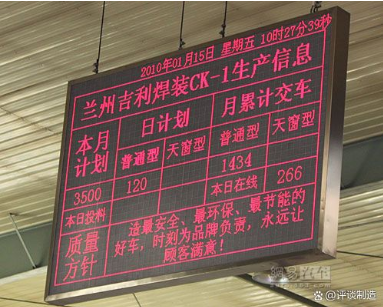 2010年01月15日 星期五 10时27分39秒
兰州吉利焊装CK-1生产信息
本月计划 日计划 月累计交车
普通型 天窗型 普通型 天窗型
3500 120 1434
本日投料 本日在线 266
质量方针
造最安全、最环保、最节能的
好车，时刻为品牌负责，永远让
顾客满意！
网易汽车
@评谈制造